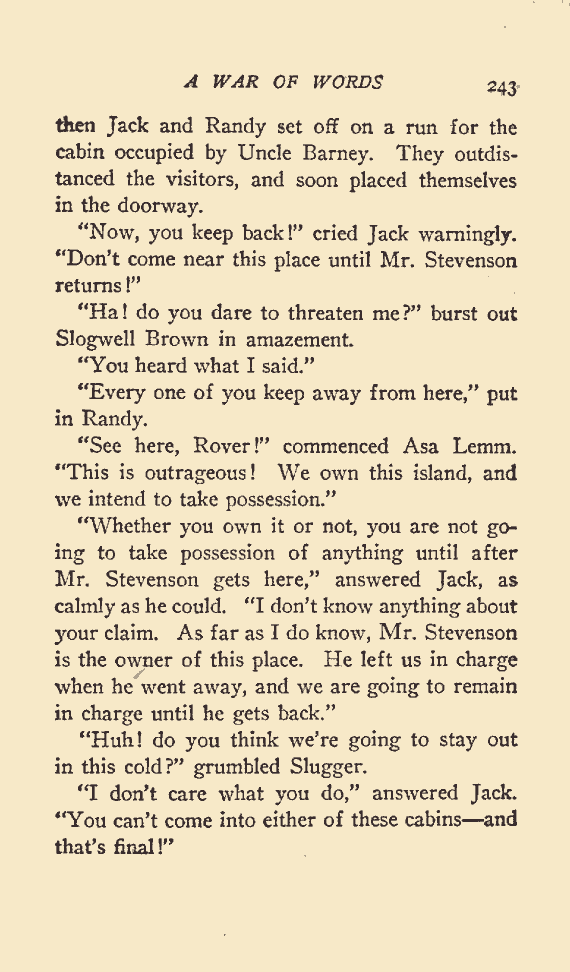 A WAR OF WORDS 243
then Jack and Randy set off on a run for the
cabin occupied by Uncle Barney. They outdis-
tanced the visitors, and soon placed themselves
in the doorway.
"Now, you keep back!" cried Jack warningly.
"Don't come near this place until Mr. Stevenson
returns!"
"Ha! do you dare to threaten me?" burst out
Slogwell Brown in amazement.
"You heard what I said."
"Every one of you keep away from here," put
in Randy.
"See here, Rover!" commenced Asa Lemm.
"This is outrageous! We own this island, and
we intend to take possession."
"Whether you own it or not, you are not go-
ing to take possession of anything until after
Mr. Stevenson gets here," answered Jack, as
calmly as he could. "I don't know anything about
your claim. As far as I do know, Mr. Stevenson
is the owner of this place. He left us in charge
when he went away, and we are going to remain
in charge until he gets back."
"Huh! do you think we're going to stay out
in this cold?" grumbled Slugger.
"I don't care what you do," answered Jack.
"You can't come into either of these cabins—and
that's final!"